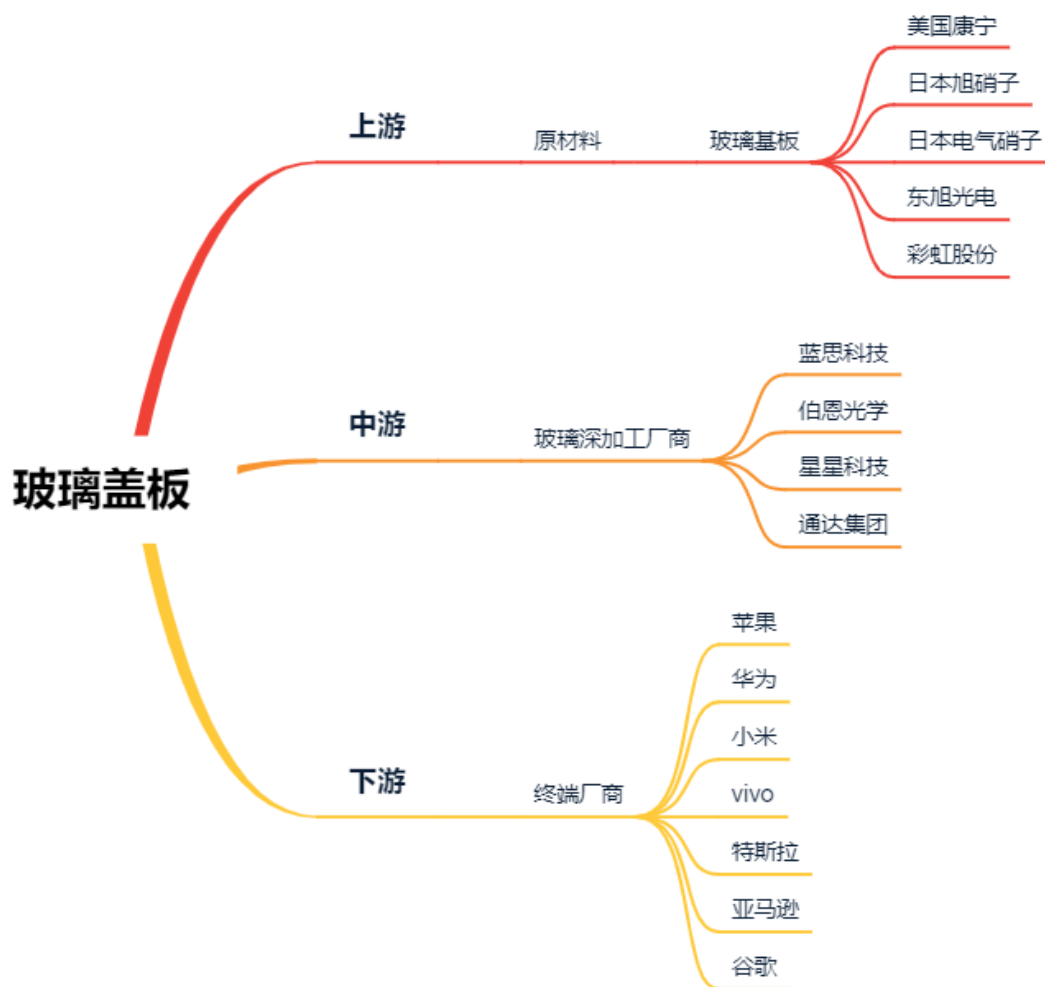 玻璃盖板
上游
原材料
玻璃基板
美国康宁
日本旭硝子
日本电气硝子
东旭光电
彩虹股份
中游
玻璃深加工厂商
蓝思科技
伯恩光学
星星科技
通达集团
下游
终端厂商
苹果
华为
小米
vivo
特斯拉
亚马逊
谷歌